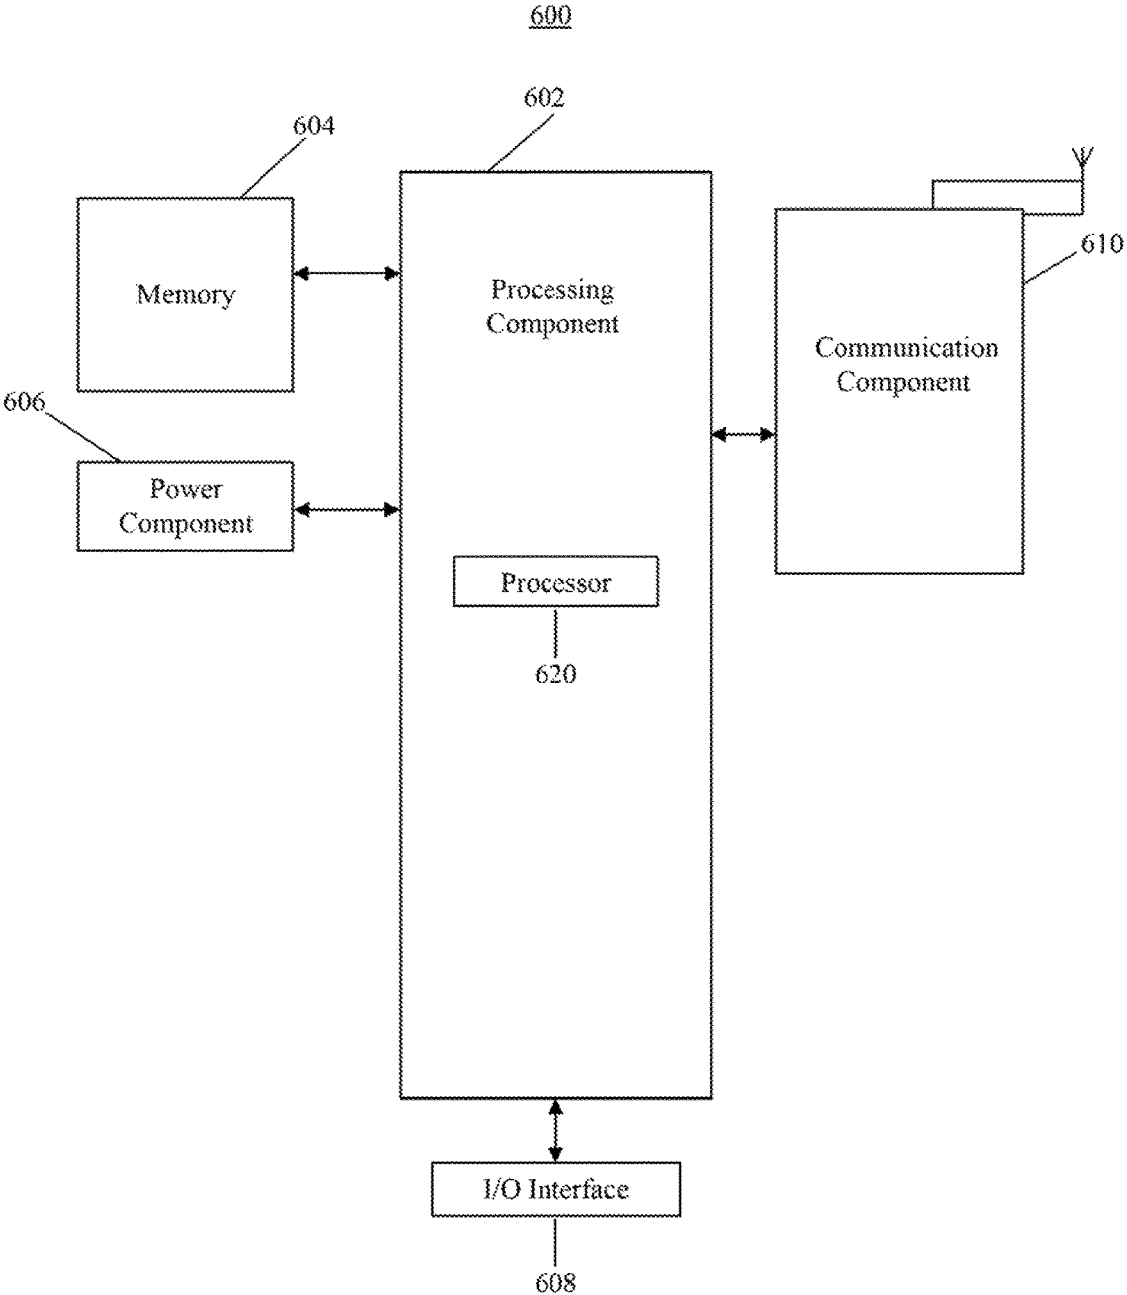 600
602
604
Memory
Processing
Component
610
Communication
Component
606
Power
Component
Processor
620
I/O Interface
608